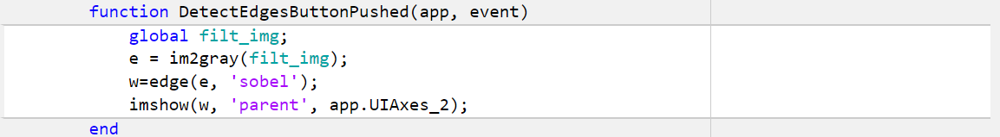 function DetectEdgesButtonPushed(app, event)
global filt_img;
e = im2gray(filt_img);
w=edge(e, 'sobel');
imshow(w, 'parent', app.UIAxes_2);
end